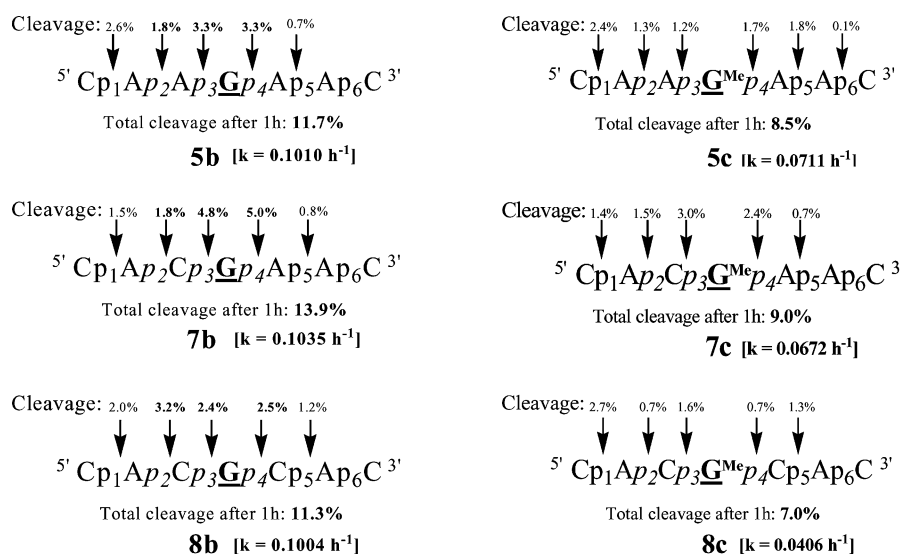 Cleavage: 2.6% 1.8% 3.3% 3.3% 0.7%
5' Cp1Ap2Ap3Gp4Ap5Ap6C 3'
Total cleavage after 1h: 11.7%
5b [k = 0.1010 h-1]
Cleavage: 2.4% 1.3% 1.2% 1.7% 1.8% 0.1%
5' Cp1Ap2Ap3GMep4Ap5Ap6C 3'
Total cleavage after 1h: 8.5%
5c [k = 0.0711 h-1]
Cleavage: 1.5% 1.8% 4.8% 5.0% 0.8%
5' Cp1Ap2Cp3Gp4Ap5Ap6C 3'
Total cleavage after 1h: 13.9%
7b [k = 0.1035 h-1]
Cleavage: 1.4% 1.5% 3.0% 2.4% 0.7%
5' Cp1Ap2Cp3GMep4Ap5Ap6C 3
Total cleavage after 1h: 9.0%
7c [k = 0.0672 h-1]
Cleavage: 2.0% 3.2% 2.4% 2.5% 1.2%
5' Cp1Ap2Cp3Gp4Cp5Ap6C 3'
Total cleavage after 1h: 11.3%
8b [k = 0.1004 h-1]
Cleavage: 2.7% 0.7% 1.6% 0.7% 1.3%
5' Cp1Ap2Cp3GMep4Cp5Ap6C 3'
Total cleavage after 1h: 7.0%
8c [k = 0.0406 h-1]